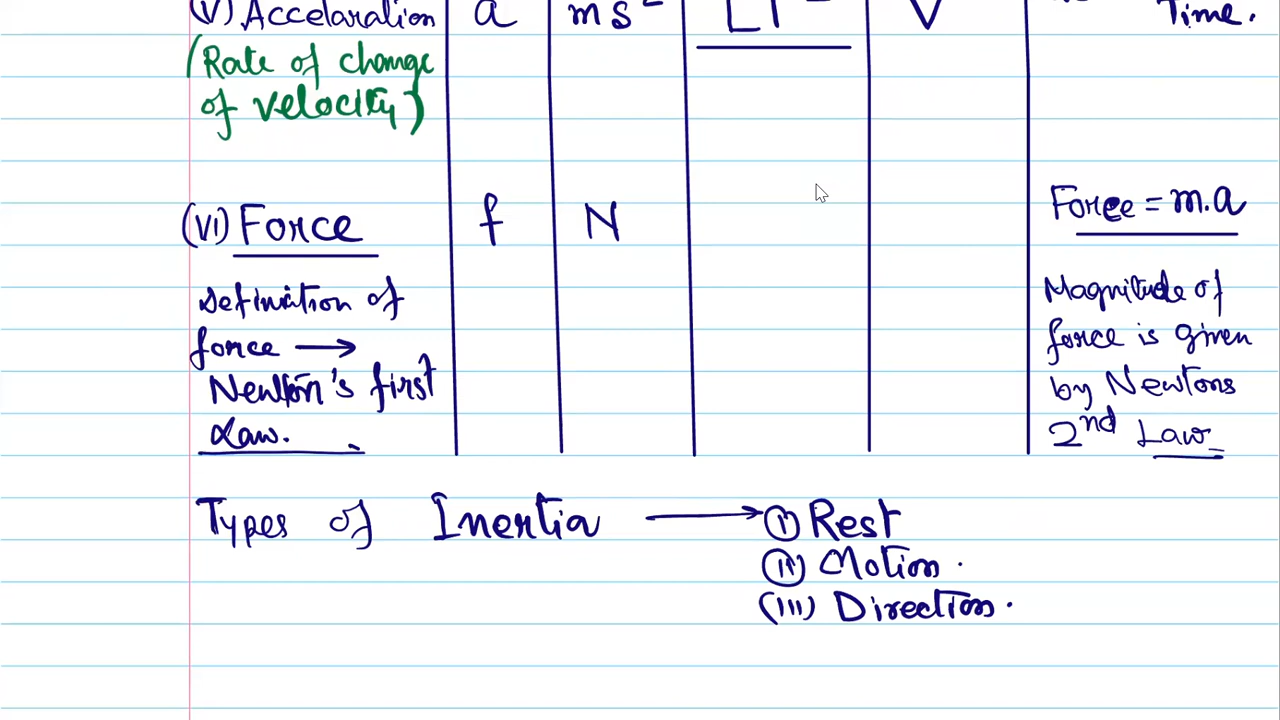 (V) Accelaration a ms V Time.
(Rate of change
of velocity)
(VI) Force f N Force = m.a
Definition of Magnitude of
force → force is given
Newton's first by Newtons
Law. 2nd Law
Types of Inertia → (i) Rest
(ii) Motion.
(iii) Direction.